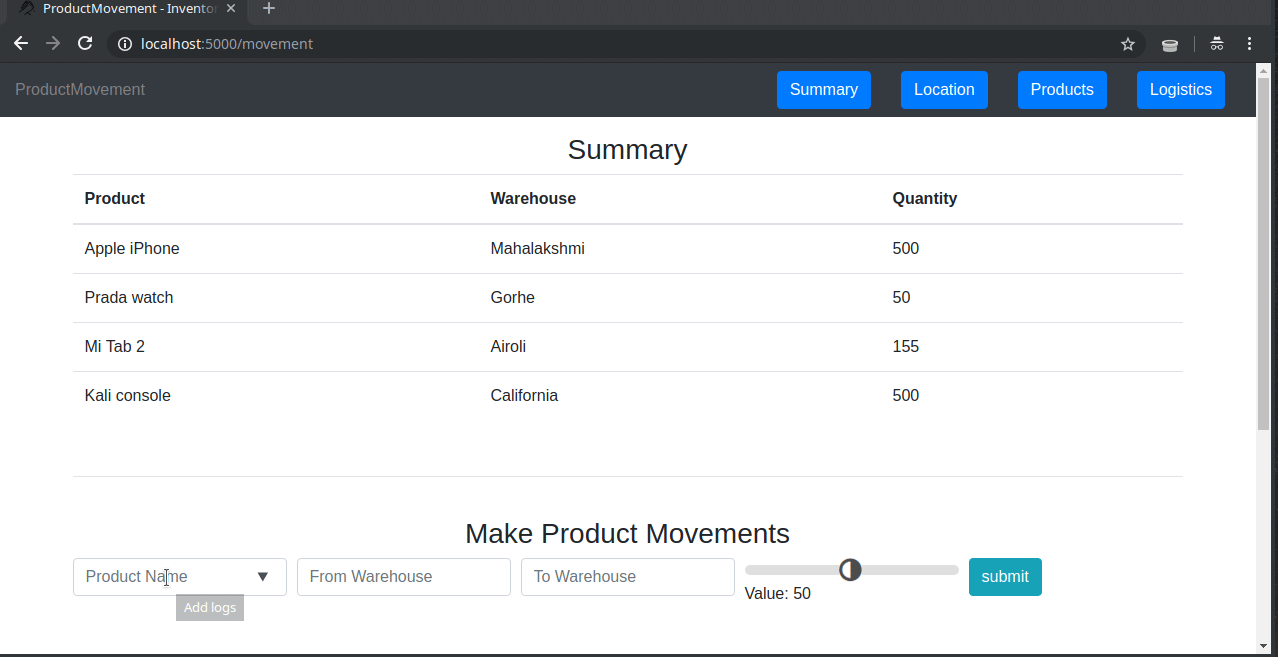 ProductMovement - Invento
localhost:5000/movement
ProductMovement Summary Location Products Logistics
Summary
Product Warehouse Quantity
Apple iPhone Mahalakshmi 500
Prada watch Gorhe 50
Mi Tab 2 Airoli 155
Kali console California 500
Make Product Movements
Product Name From Warehouse To Warehouse submit
Value: 50
Add logs